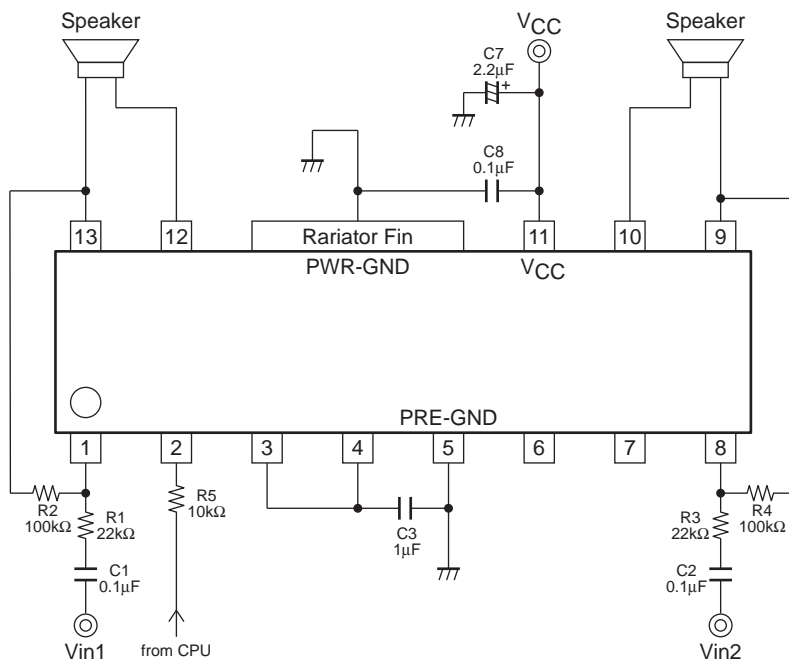 Speaker
VCC
Speaker
C7
2.2µF
+
C8
0.1µF
13
12
Rariator Fin
11
10
9
PWR-GND
VCC
PRE-GND
1
2
3
4
5
6
7
8
R2
100kΩ
R1
22kΩ
R5
10kΩ
C3
1µF
R3
22kΩ
R4
100kΩ
C1
0.1µF
C2
0.1µF
Vin1
from CPU
Vin2